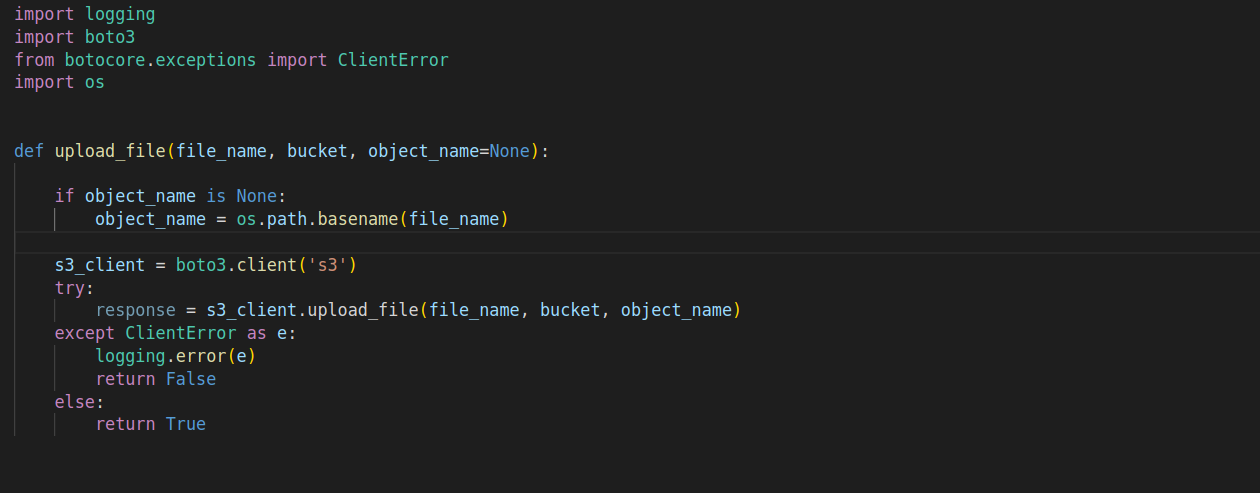 import logging
import boto3
from botocore.exceptions import ClientError
import os
def upload_file(file_name, bucket, object_name=None):
    if object_name is None:
        object_name = os.path.basename(file_name)
    s3_client = boto3.client('s3')
    try:
        response = s3_client.upload_file(file_name, bucket, object_name)
    except ClientError as e:
        logging.error(e)
        return False
    else:
        return True